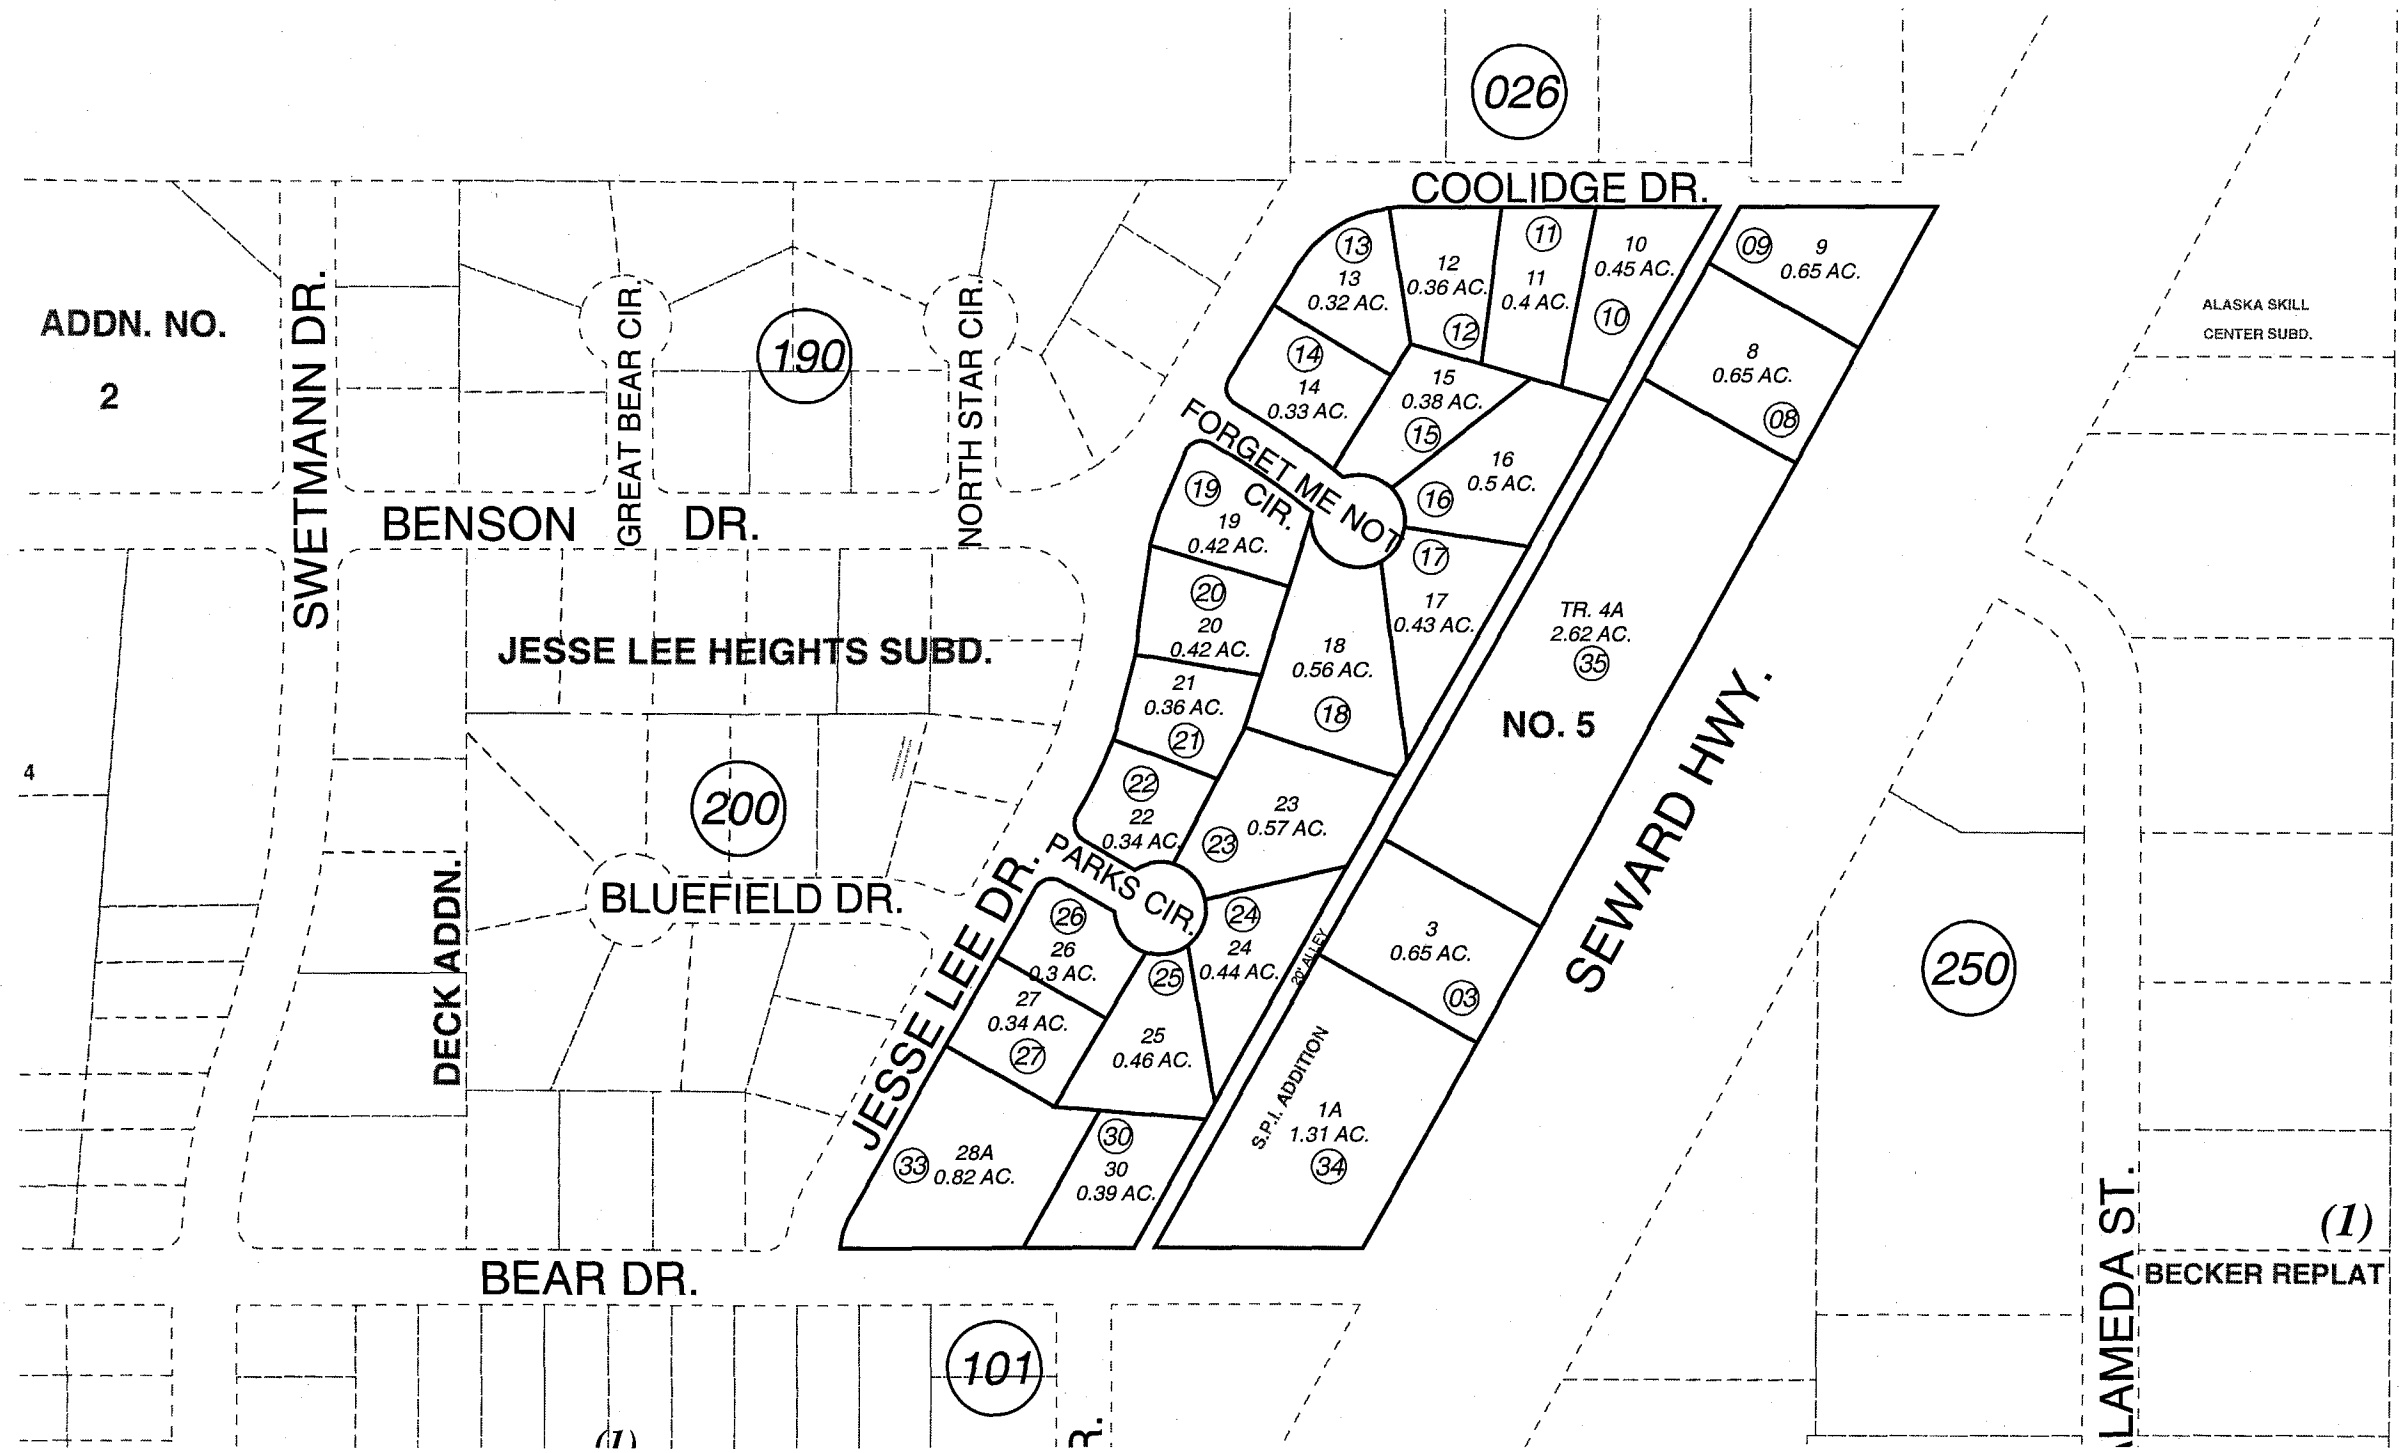 026
COOLIDGE DR.
13
13
0.32 AC.
12
0.36 AC.
12
11
11
0.4 AC.
10
0.45 AC.
10
09
9
0.65 AC.
8
0.65 AC.
08
14
14
0.33 AC.
15
0.38 AC.
15
16
0.5 AC.
16
FORGET ME NOT
CIR.
17
17
0.43 AC.
18
0.56 AC.
18
19
19
0.42 AC.
20
20
0.42 AC.
21
0.36 AC.
21
22
22
0.34 AC.
23
0.57 AC.
23
TR. 4A
2.62 AC.
35
NO. 5
SEWARD HWY.
PARKS CIR.
24
24
0.44 AC.
25
25
0.46 AC.
26
26
0.3 AC.
27
0.34 AC.
27
20' ALLEY
3
0.65 AC.
03
S.P.I. ADDITION
1A
1.31 AC.
34
33
28A
0.82 AC.
30
30
0.39 AC.
JESSE LEE DR.
ADDN. NO.
2
SWETMANN DR.
GREAT BEAR CIR.
190
NORTH STAR CIR.
BENSON DR.
JESSE LEE HEIGHTS SUBD.
4
200
DECK ADDN.
BLUEFIELD DR.
BEAR DR.
101
(1)
R.
ALASKA SKILL
CENTER SUBD.
250
ALAMEDA ST.
(1)
BECKER REPLAT